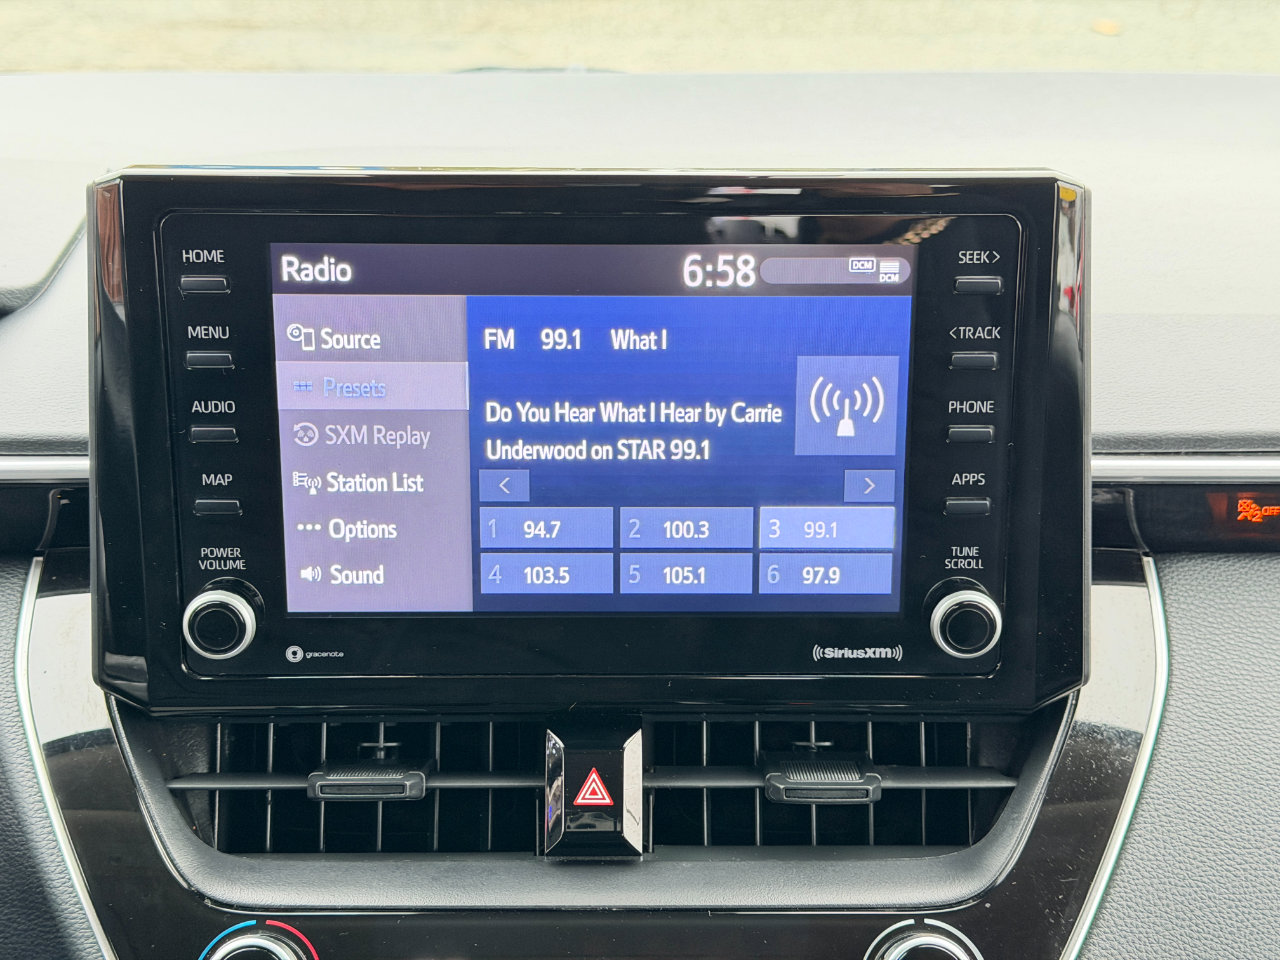 HOME
MENU
AUDIO
MAP
POWER
VOLUME
Radio
6:58
DCM
DCM
Source
Presets
SXM Replay
Station List
Options
Sound
FM 99.1 What I
Do You Hear What I Hear by Carrie
Underwood on STAR 99.1
<
>
1 94.7
2 100.3
3 99.1
4 103.5
5 105.1
6 97.9
SEEK >
< TRACK
PHONE
APPS
TUNE
SCROLL
gracenote
((SiriusXM))
2 OFF